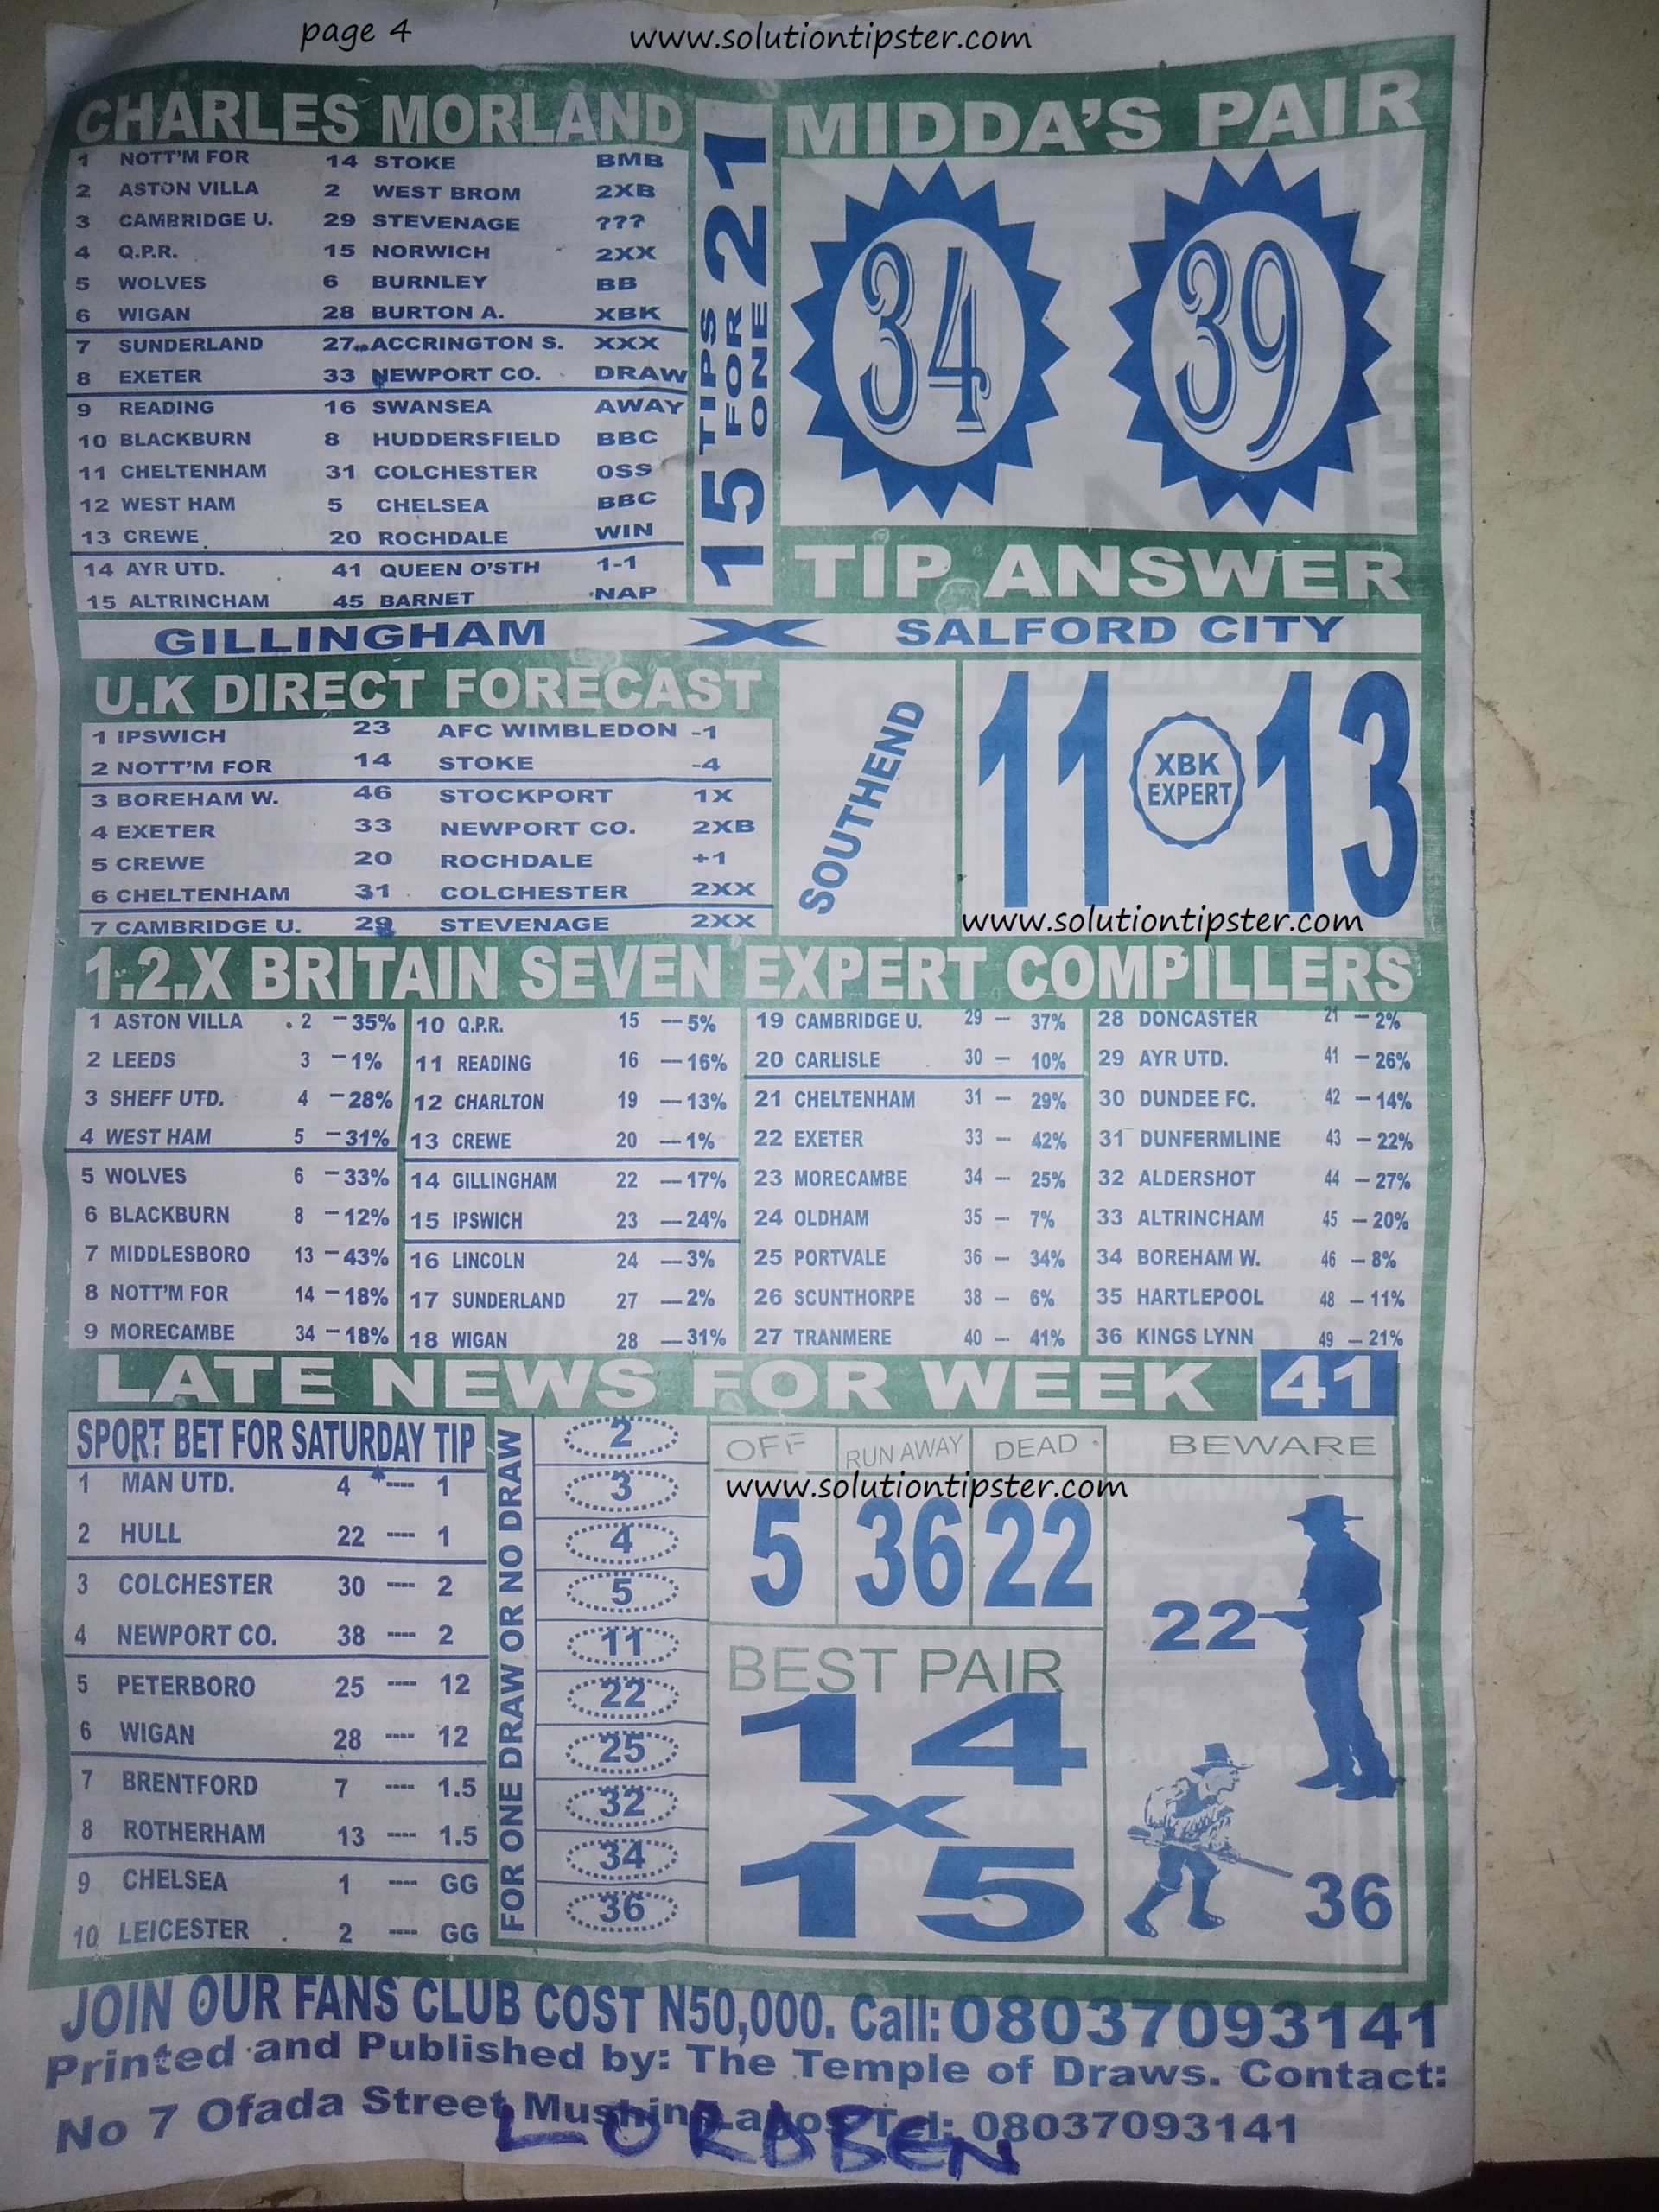 page 4 www.solutiontipster.com
CHARLES MORLAND
1 NOTT'M FOR 14 STOKE BMB
2 ASTON VILLA 2 WEST BROM 2XB
3 CAMBRIDGE U. 29 STEVENAGE ???
4 Q.P.R. 15 NORWICH 2XX
5 WOLVES 6 BURNLEY BB
6 WIGAN 28 BURTON A. XBK
7 SUNDERLAND 27 ACCRINGTON S. XXX
8 EXETER 33 NEWPORT CO. DRAW
9 READING 16 SWANSEA AWAY
10 BLACKBURN 8 HUDDERSFIELD BBC
11 CHELTENHAM 31 COLCHESTER OSS
12 WEST HAM 5 CHELSEA BBC
13 CREWE 20 ROCHDALE WIN
14 AYR UTD. 41 QUEEN O'STH 1-1
15 ALTRINCHAM 45 BARNET NAP
15 TIPS FOR ONE 21
MIDDA'S PAIR
34 39
TIP ANSWER
GILLINGHAM X SALFORD CITY
U.K DIRECT FORECAST
1 IPSWICH 23 AFC WIMBLEDON -1
2 NOTT'M FOR 14 STOKE -4
3 BOREHAM W. 46 STOCKPORT 1X
4 EXETER 33 NEWPORT CO. 2XB
5 CREWE 20 ROCHDALE +1
6 CHELTENHAM 31 COLCHESTER 2XX
7 CAMBRIDGE U. 29 STEVENAGE 2XX
SOUTHEND
11 XBK EXPERT 13
www.solutiontipster.com
1.2.X BRITAIN SEVEN EXPERT COMPILLERS
1 ASTON VILLA . 2 - 35%
2 LEEDS 3 - 1%
3 SHEFF UTD. 4 - 28%
4 WEST HAM 5 - 31%
5 WOLVES 6 - 33%
6 BLACKBURN 8 - 12%
7 MIDDLESBORO 13 - 43%
8 NOTT'M FOR 14 - 18%
9 MORECAMBE 34 - 18%
10 Q.P.R. 15 - 5%
11 READING 16 - 16%
12 CHARLTON 19 - 13%
13 CREWE 20 - 1%
14 GILLINGHAM 22 - 17%
15 IPSWICH 23 - 24%
16 LINCOLN 24 - 3%
17 SUNDERLAND 27 - 2%
18 WIGAN 28 - 31%
19 CAMBRIDGE U. 29 - 37%
20 CARLISLE 30 - 10%
21 CHELTENHAM 31 - 29%
22 EXETER 33 - 42%
23 MORECAMBE 34 - 25%
24 OLDHAM 35 - 7%
25 PORTVALE 36 - 34%
26 SCUNTHORPE 38 - 6%
27 TRANMERE 40 - 41%
28 DONCASTER 21 - 2%
29 AYR UTD. 41 - 26%
30 DUNDEE FC. 42 - 14%
31 DUNFERMLINE 43 - 22%
32 ALDERSHOT 44 - 27%
33 ALTRINCHAM 45 - 20%
34 BOREHAM W. 46 - 8%
35 HARTLEPOOL 48 - 11%
36 KINGS LYNN 49 - 21%
LATE NEWS FOR WEEK 41
SPORT BET FOR SATURDAY TIP
1 MAN UTD. 4 ---- 1
2 HULL 22 ---- 1
3 COLCHESTER 30 ---- 2
4 NEWPORT CO. 38 ---- 2
5 PETERBORO 25 ---- 12
6 WIGAN 28 ---- 12
7 BRENTFORD 7 ---- 1.5
8 ROTHERHAM 13 ---- 1.5
9 CHELSEA 1 ---- GG
10 LEICESTER 2 ---- GG
FOR ONE DRAW OR NO DRAW
2
3
4
5
11
22
25
32
34
36
OFF RUN AWAY DEAD
www.solutiontipster.com
5 36 22
BEST PAIR
14
X
15
BEWARE
22
36
JOIN OUR FANS CLUB COST N50,000. Call: 08037093141
Printed and Published by: The Temple of Draws. Contact:
No 7 Ofada Street Mushin Lagos Tel: 08037093141
LORDBEN